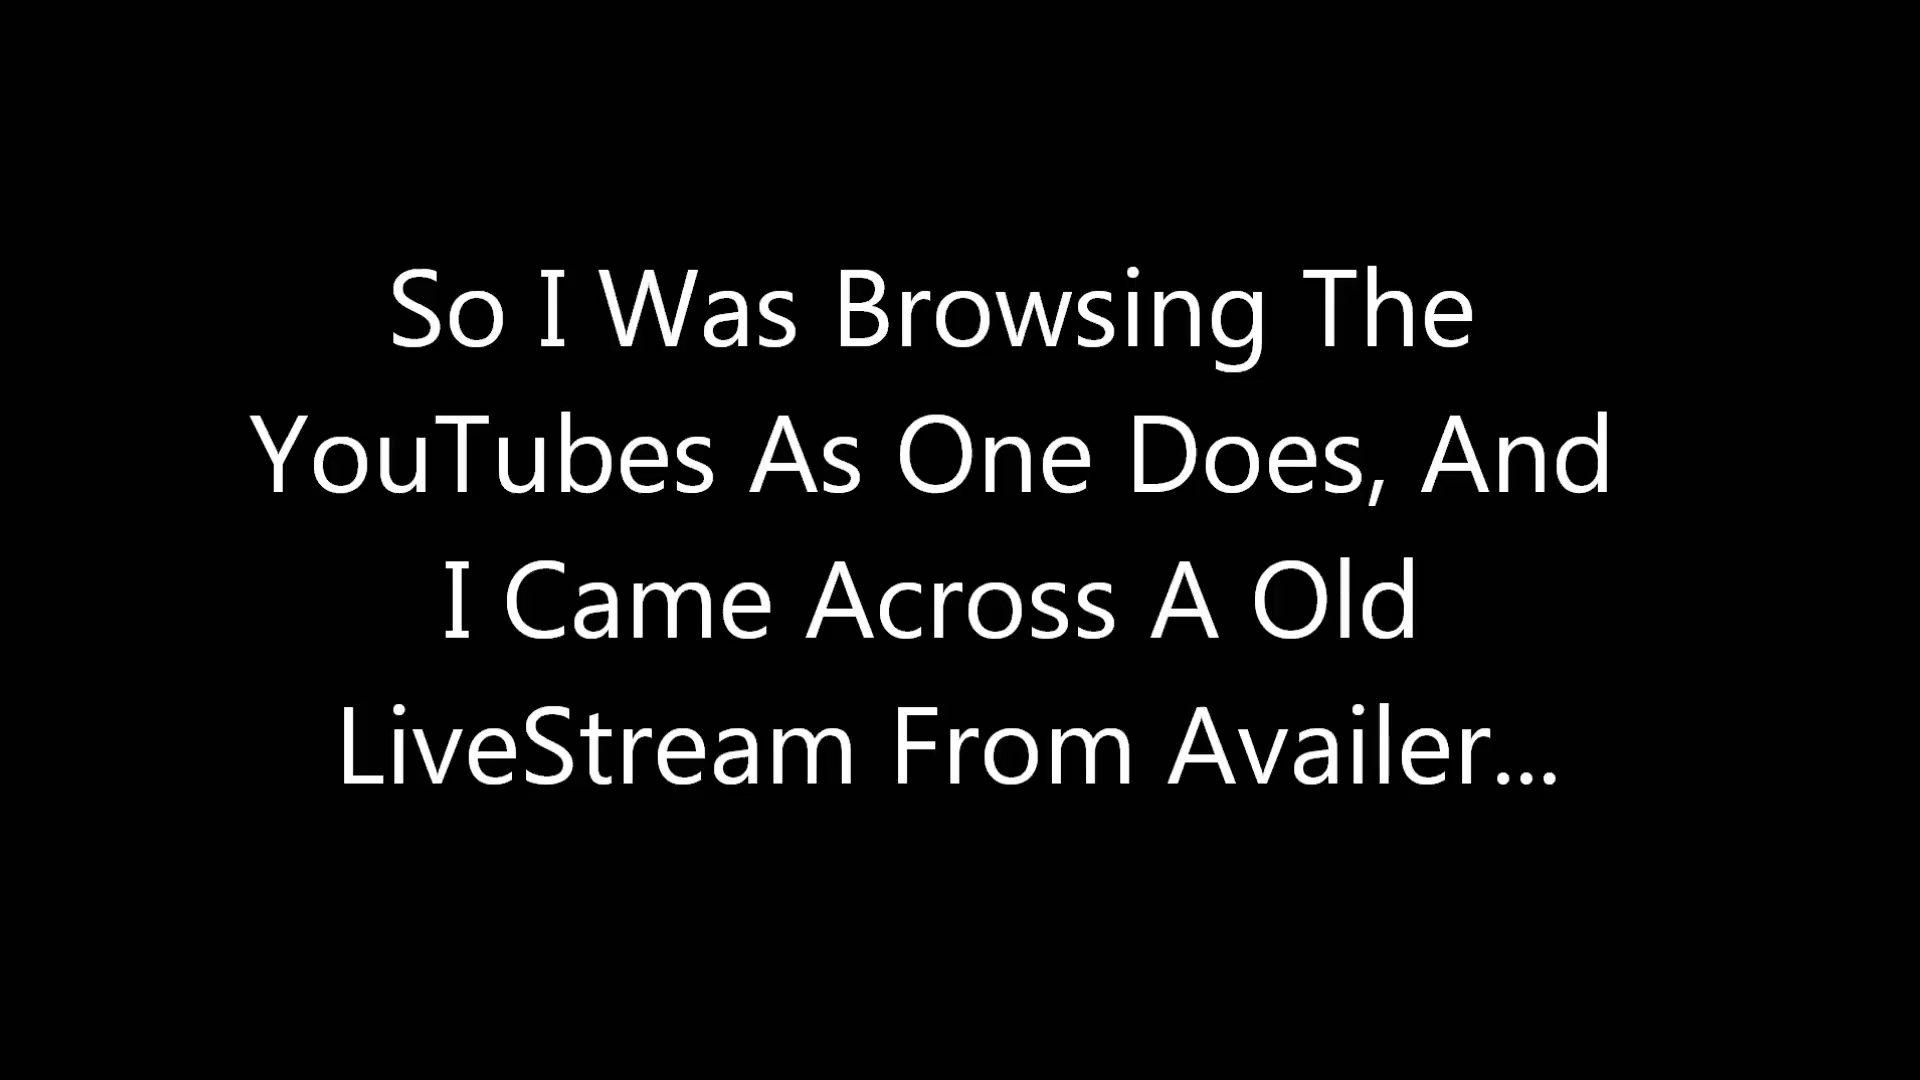 So I Was Browsing The
YouTubes As One Does, And
I Came Across A Old
LiveStream From Availer...